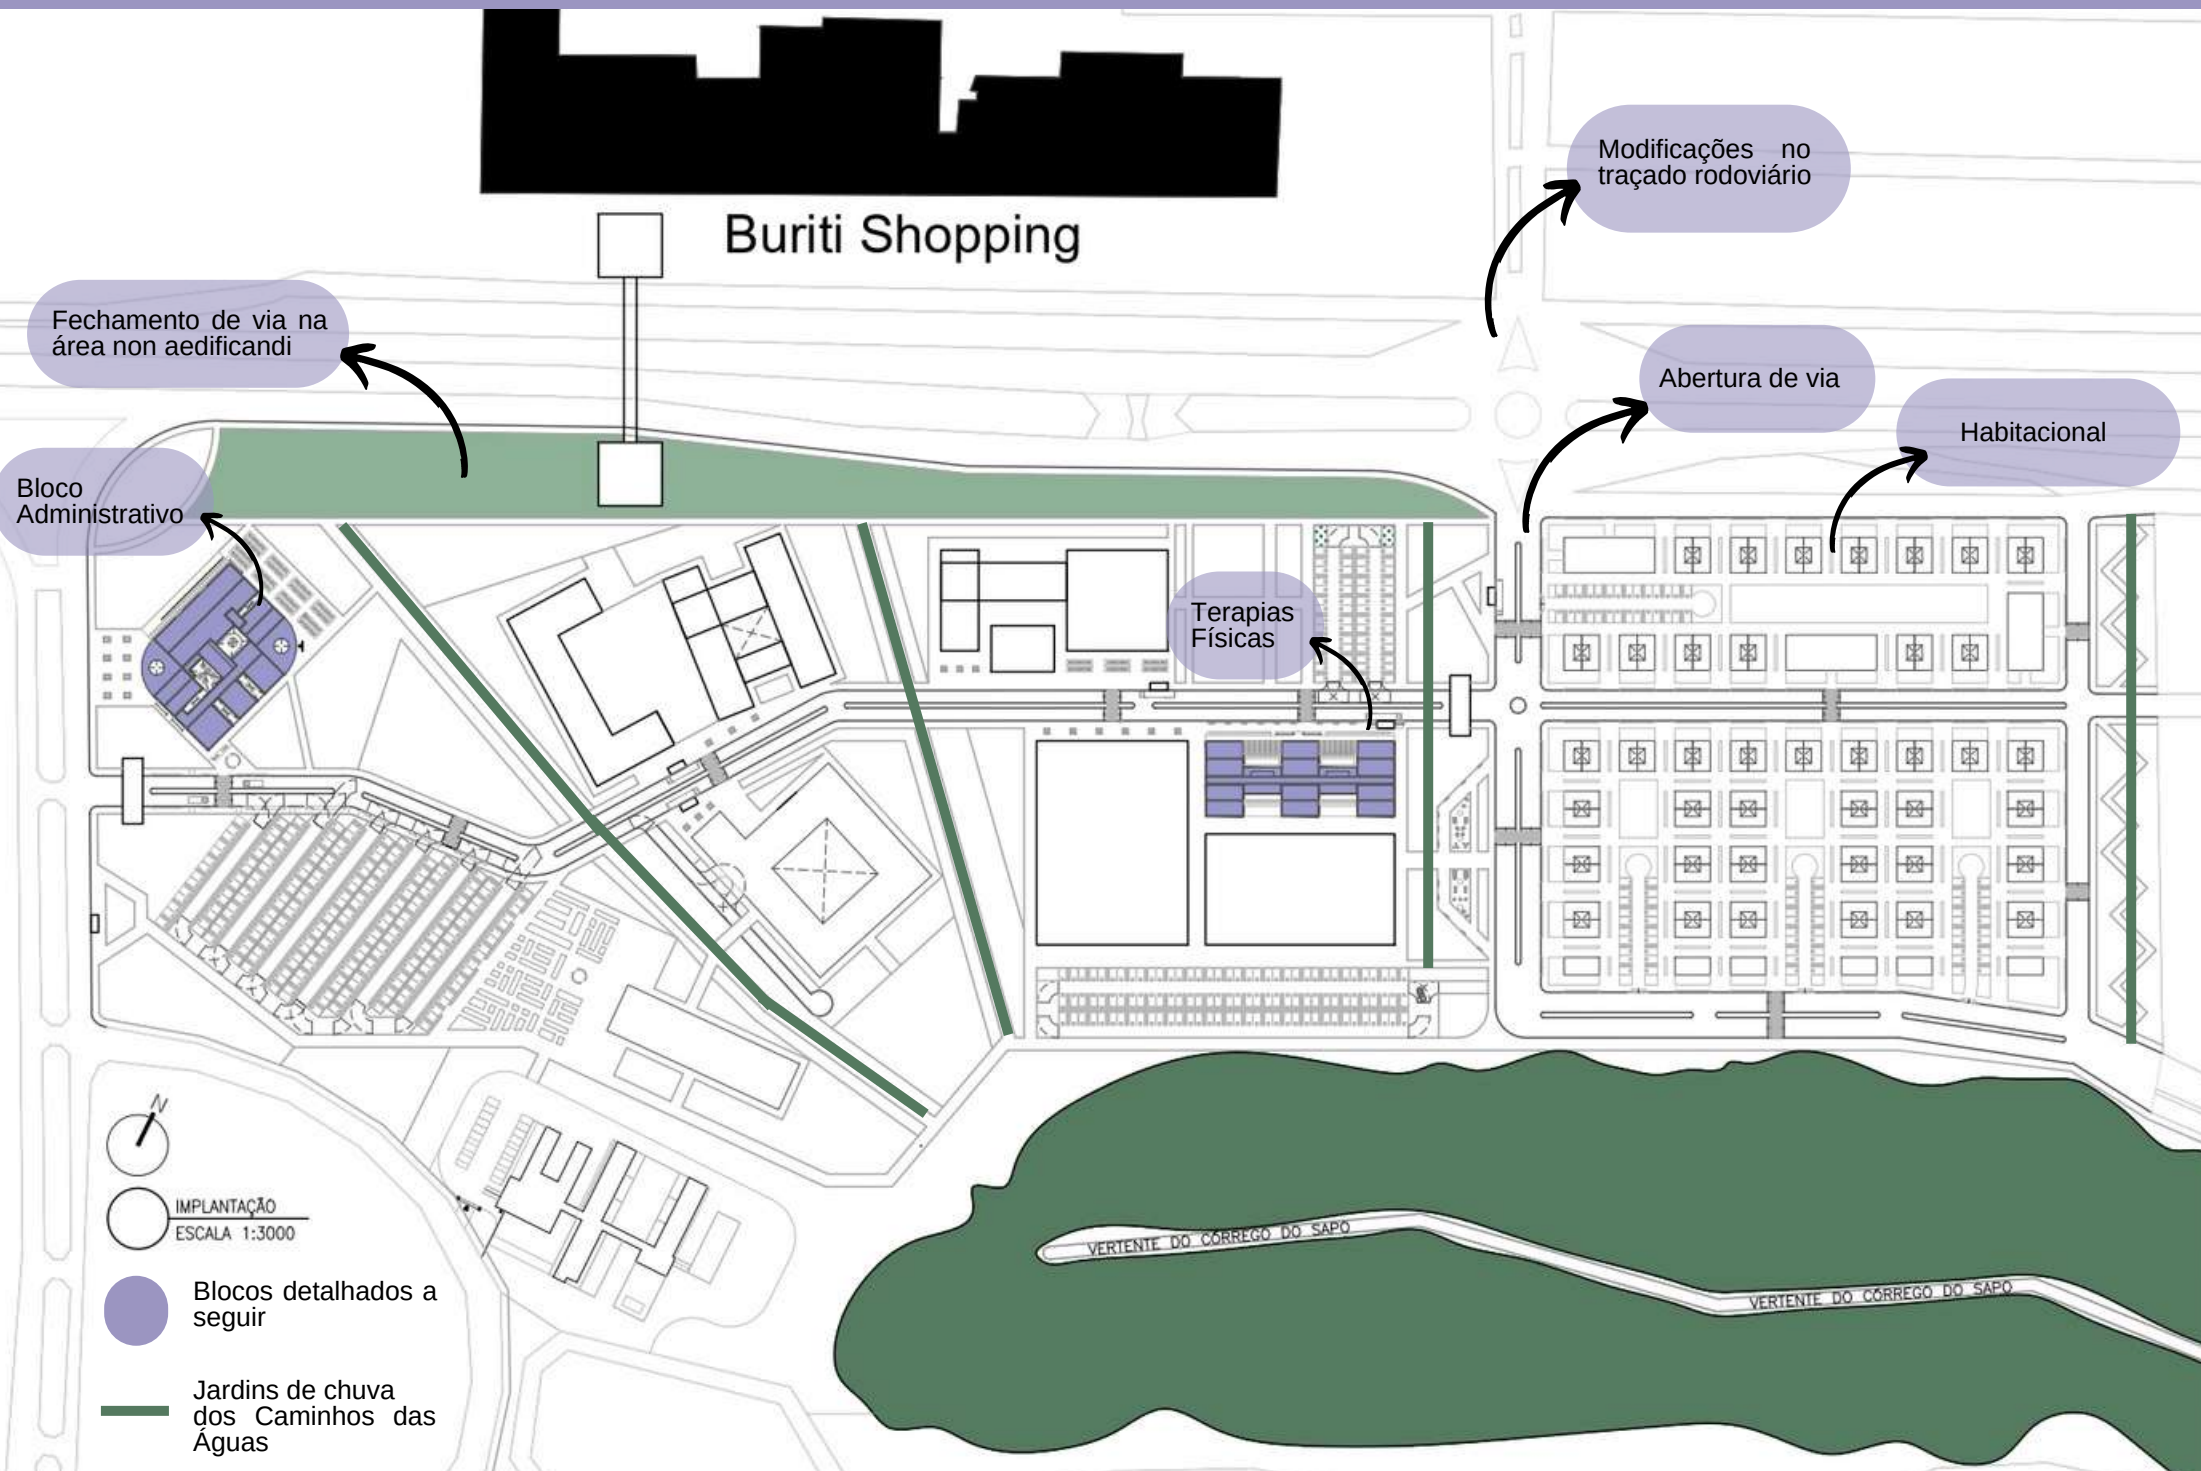 Modificações no
traçado rodoviário
Buriti Shopping
Fechamento de via na
área non aedificandi
Abertura de via
Habitacional
Bloco
Administrativo
Terapias
Físicas
N
IMPLANTAÇÃO
ESCALA 1:3000
VERTENTE DO CÓRREGO DO SAPO
VERTENTE DO CÓRREGO DO SAPO
Blocos detalhados a
seguir
Jardins de chuva
dos Caminhos das
Águas